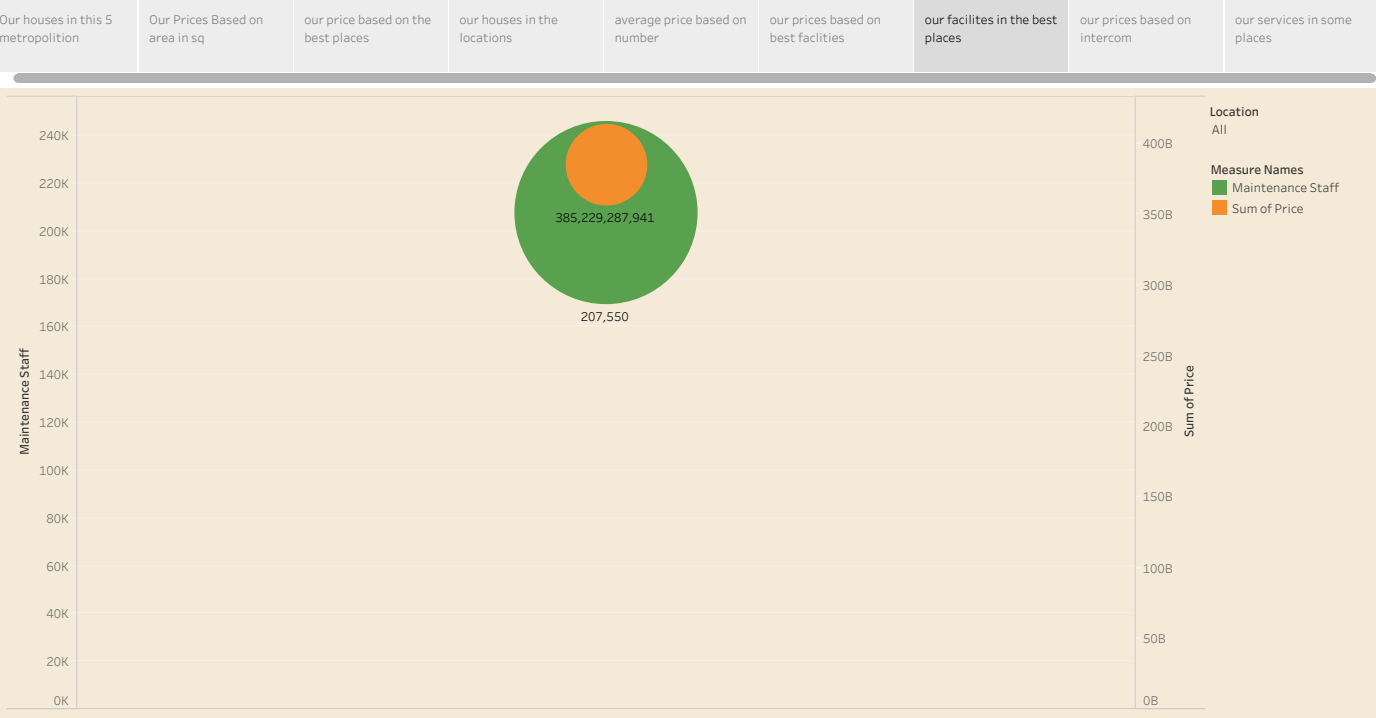 Our houses in this 5
metropolition
Our Prices Based on
area in sq
our price based on the
best places
our houses in the
locations
average price based on
number
our prices based on
best faclities
our facilites in the best
places
our prices based on
intercom
our services in some
places
240K
220K
200K
180K
160K
140K
120K
100K
80K
60K
40K
20K
0K
Maintenance Staff
385,229,287,941
207,550
400B
350B
300B
250B
200B
150B
100B
50B
0B
Sum of Price
Location
All
Measure Names
Maintenance Staff
Sum of Price